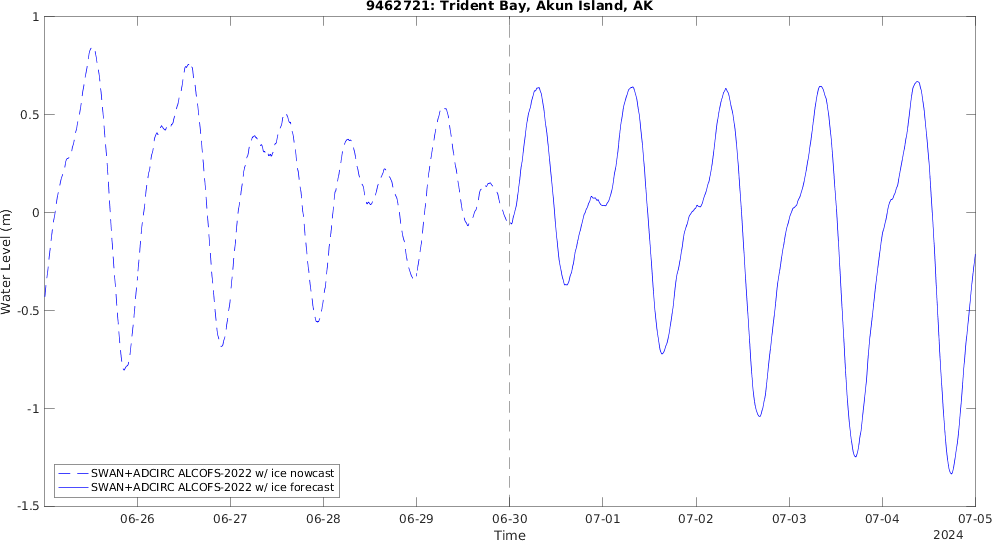 9462721: Trident Bay, Akun Island, AK
1
0.5
0
-0.5
-1
-1.5
Water Level (m)
SWAN+ADCIRC ALCOFS-2022 w/ ice nowcast
SWAN+ADCIRC ALCOFS-2022 w/ ice forecast
06-26 06-27 06-28 06-29 06-30 07-01 07-02 07-03 07-04 07-05
Time
2024